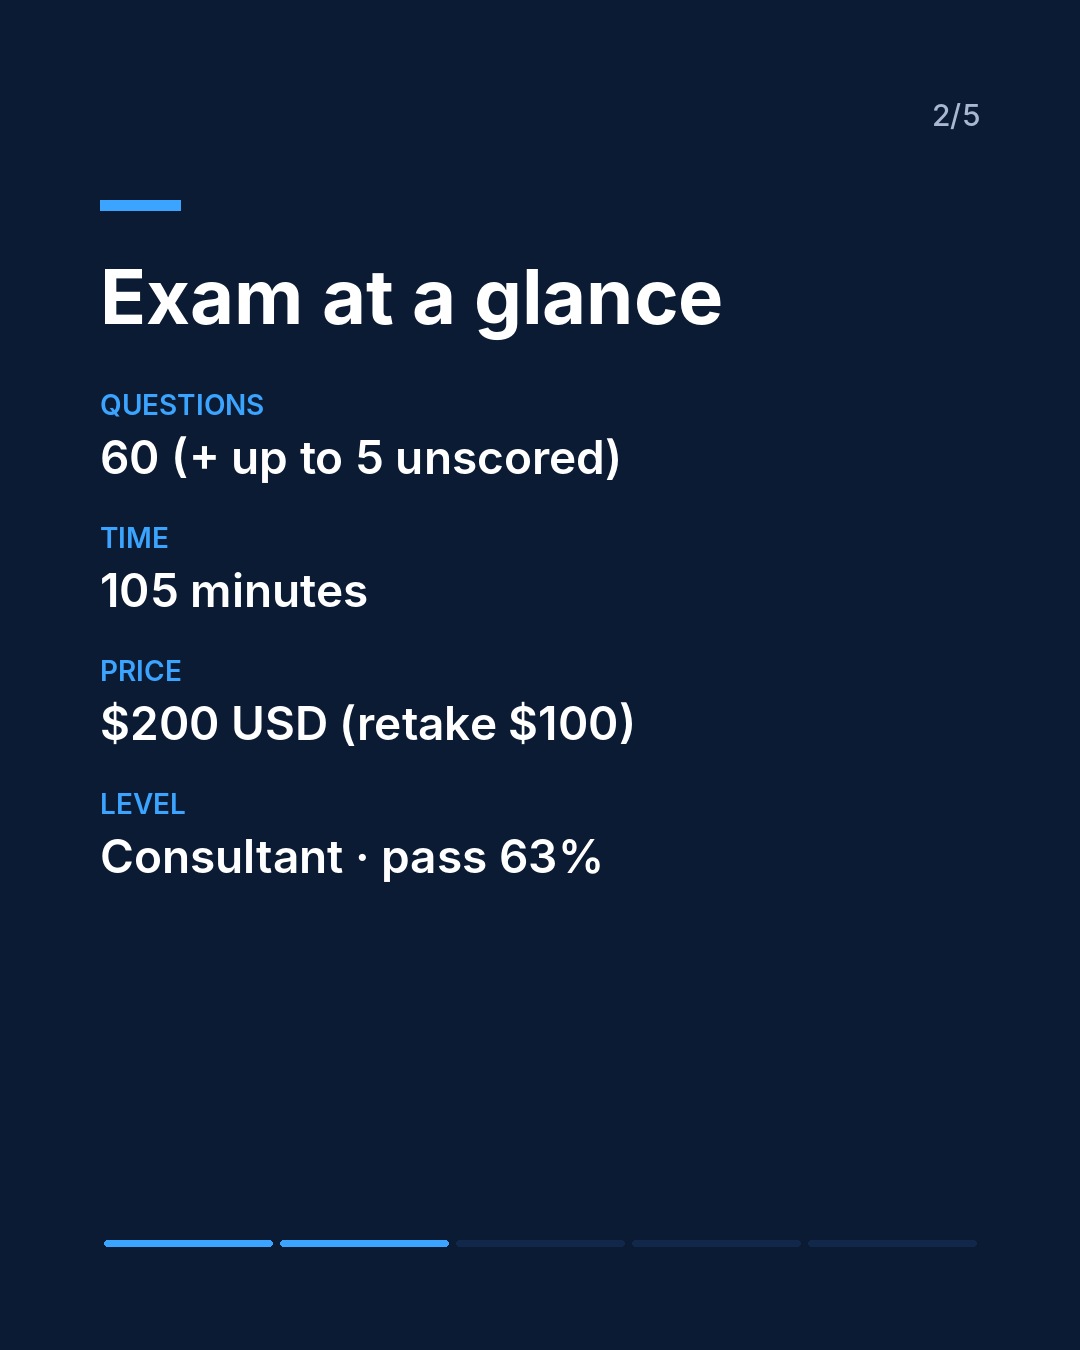 2/5
Exam at a glance
QUESTIONS
60 (+ up to 5 unscored)
TIME
105 minutes
PRICE
$200 USD (retake $100)
LEVEL
Consultant · pass 63%